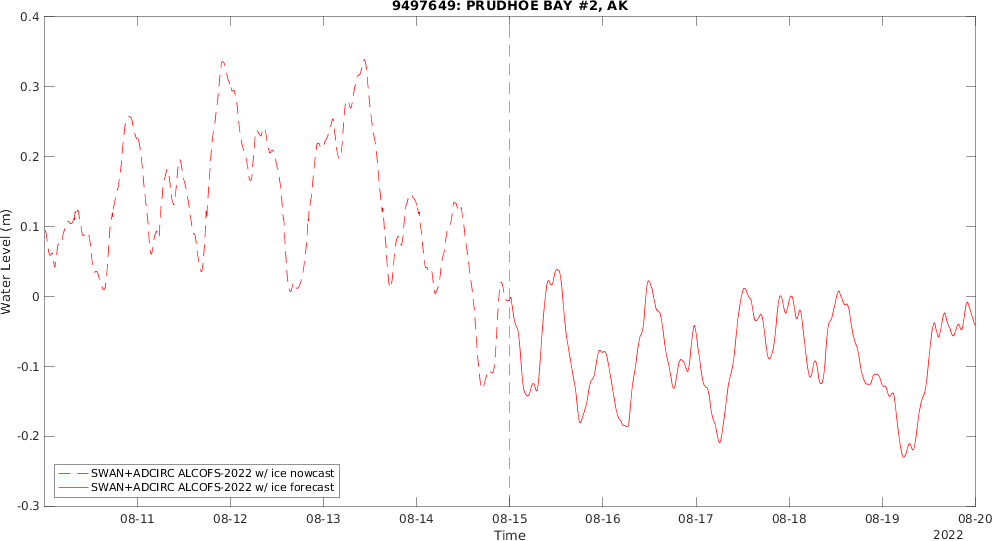 9497649: PRUDHOE BAY #2, AK
0.4
0.3
0.2
0.1
0
-0.1
-0.2
-0.3
Water Level (m)
SWAN+ADCIRC ALCOFS-2022 w/ ice nowcast
SWAN+ADCIRC ALCOFS-2022 w/ ice forecast
08-11 08-12 08-13 08-14 08-15 08-16 08-17 08-18 08-19 08-20
Time
2022